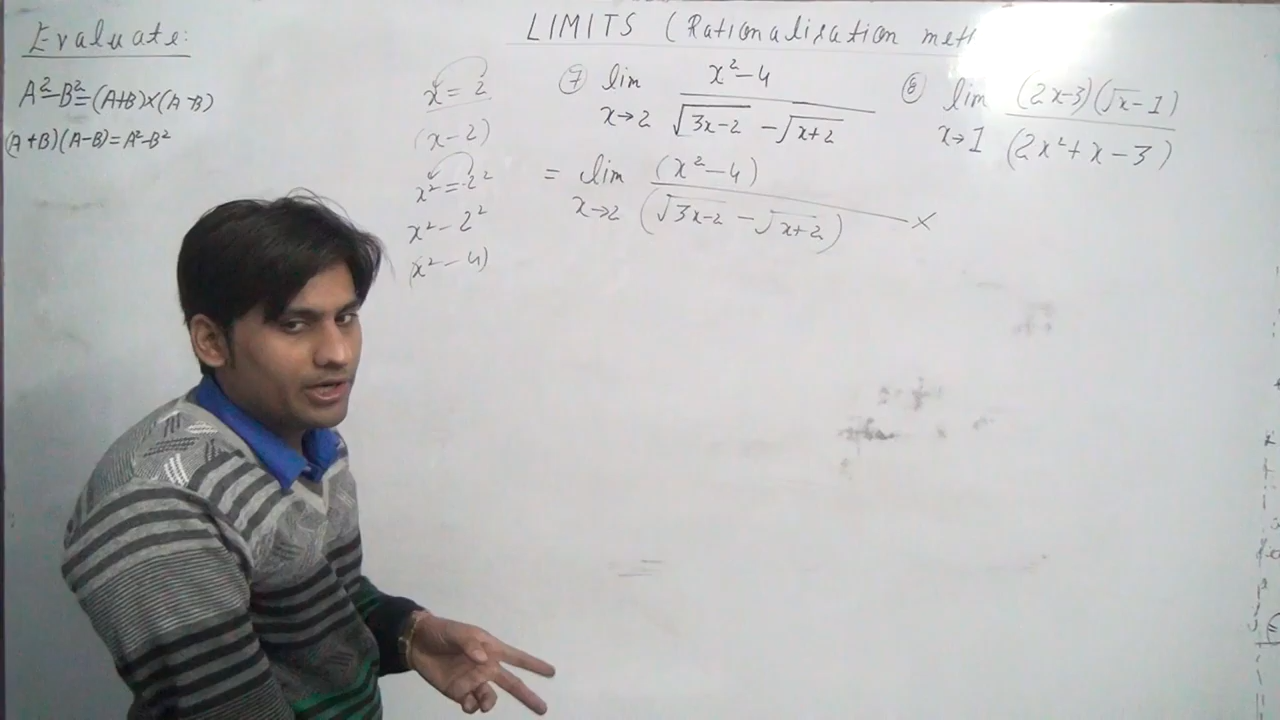 Evaluate:
LIMITS (Rationalisation meth
A²-B²=(A+B)×(A-B)
(A+B)(A-B)=A²-B²
x = 2
(x-2)
x² = 2²
x² - 2²
(x² - 4)
⑦ lim x→2 x²-4 / √3x-2 - √x+2
= lim x→2 (x²-4) / (√3x-2 - √x+2) ×
⑧ lim x→1 (2x-3)(√x-1) / (2x²+x-3)